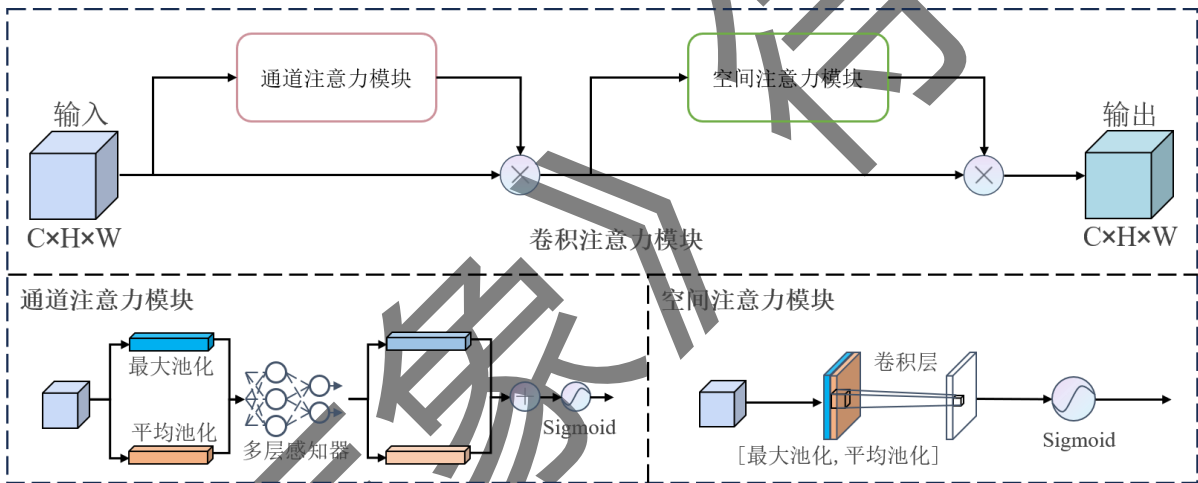 通道注意力模块
空间注意力模块
输入
输出
C×H×W
C×H×W
卷积注意力模块
通道注意力模块
最大池化
平均池化
多层感知器
Sigmoid
空间注意力模块
卷积层
[最大池化,平均池化]
Sigmoid